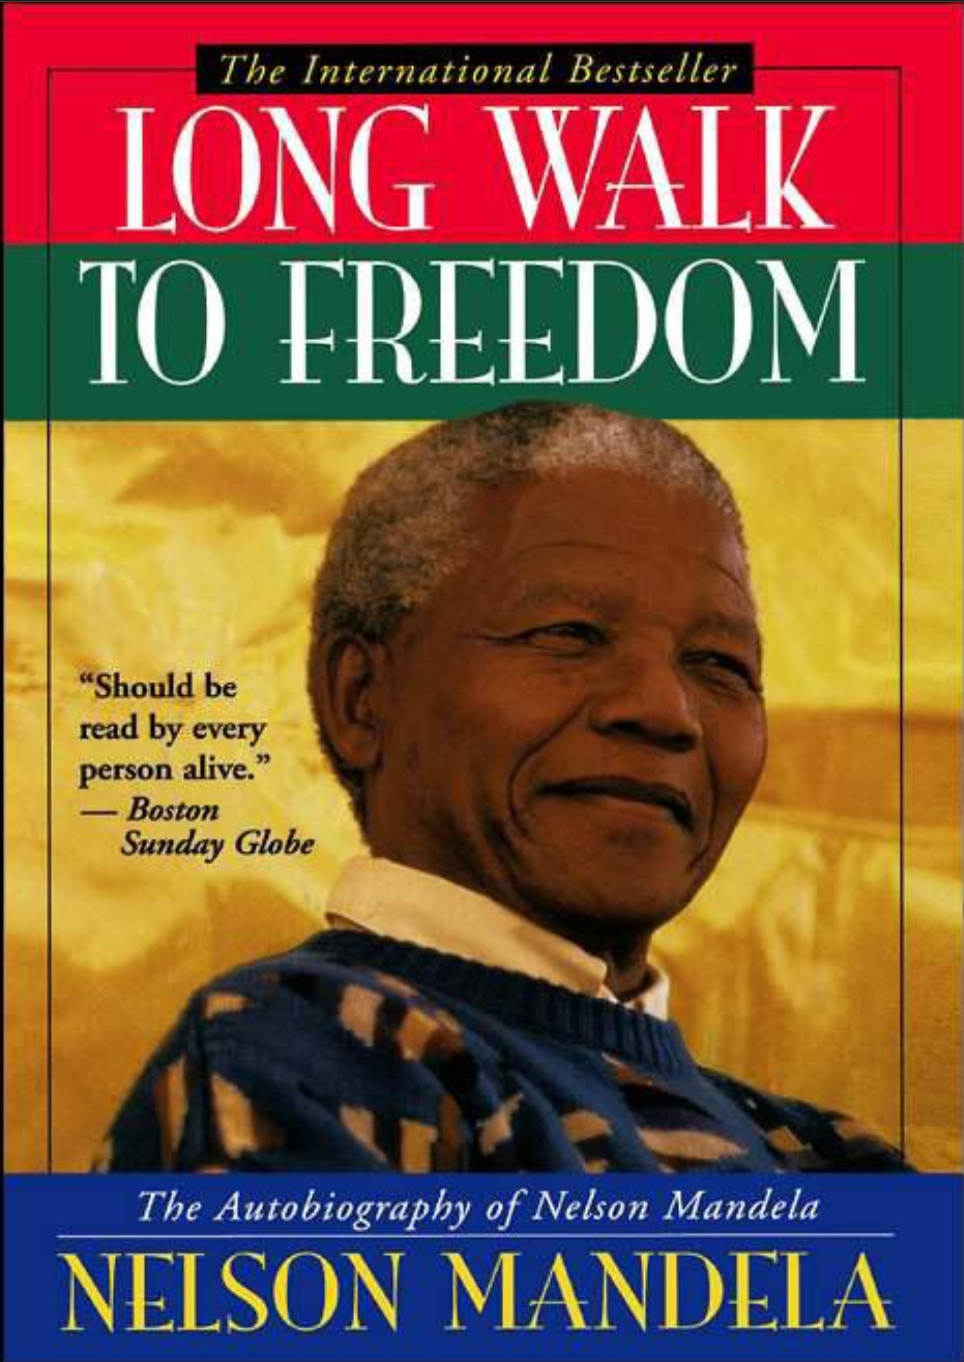 The International Bestseller
LONG WALK
TO FREEDOM
“Should be
read by every
person alive.”
— Boston
Sunday Globe
The Autobiography of Nelson Mandela
NELSON MANDELA